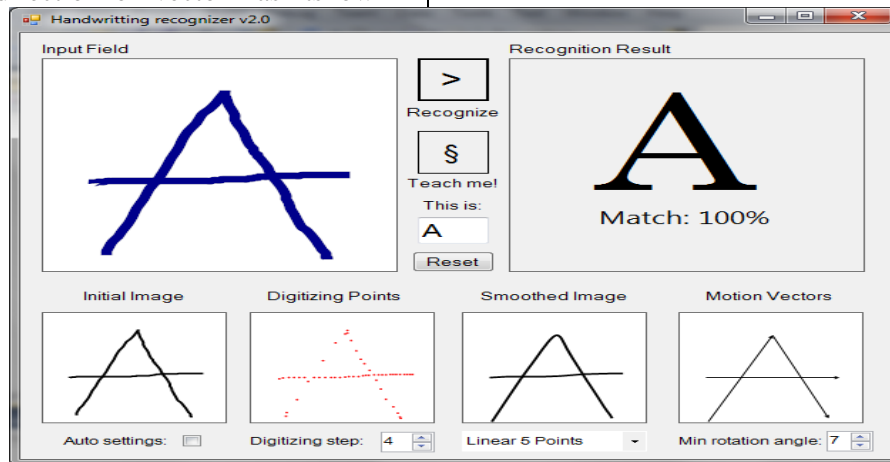 Handwritting recognizer v2.0
Input Field
Recognition Result
>
Recognize
§
Teach me!
This is:
A
Reset
A
A
Match: 100%
Initial Image
Digitizing Points
Smoothed Image
Motion Vectors
A
A
A
A
Auto settings:
Digitizing step: 4
Linear 5 Points
Min rotation angle: 7